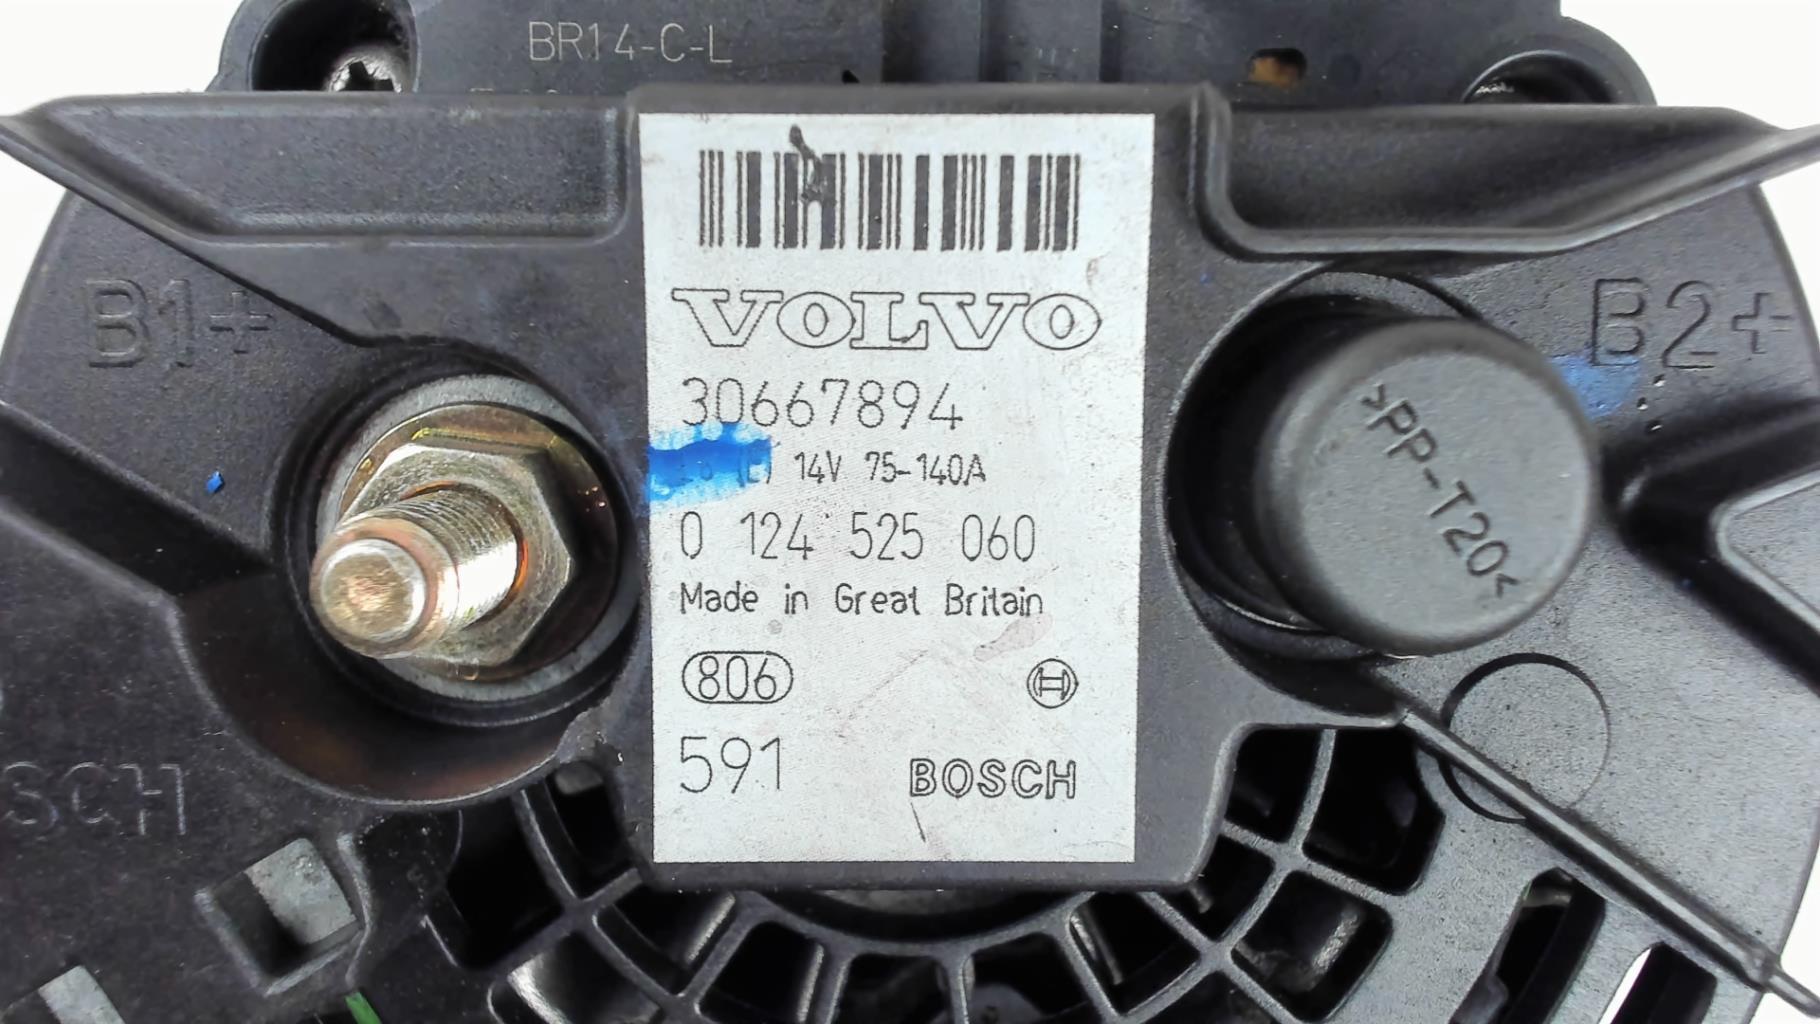 BR14-C-L
B1+
B2+
VOLVO
30667894
14V 75-140A
0 124 525 060
Made in Great Britain
806
591
BOSCH
>PP-T20<
SCH